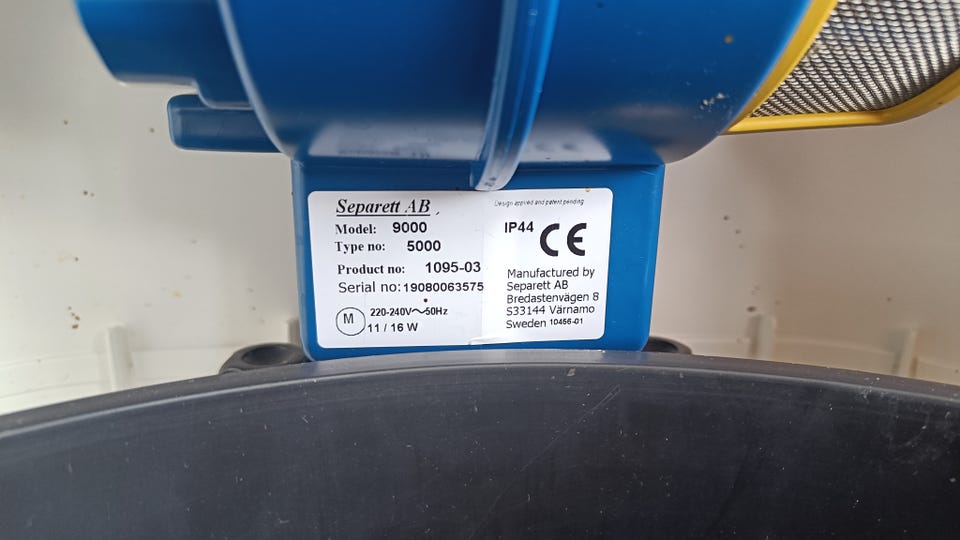 Separett AB
Model: 9000
Type no: 5000
Product no: 1095-03
Serial no: 19080063575
M
220-240V~50Hz
11 / 16 W
Design applied and patent pending
IP44 CE
Manufactured by
Separett AB
Bredastenvägen 8
S33144 Värnamo
Sweden 10456-01